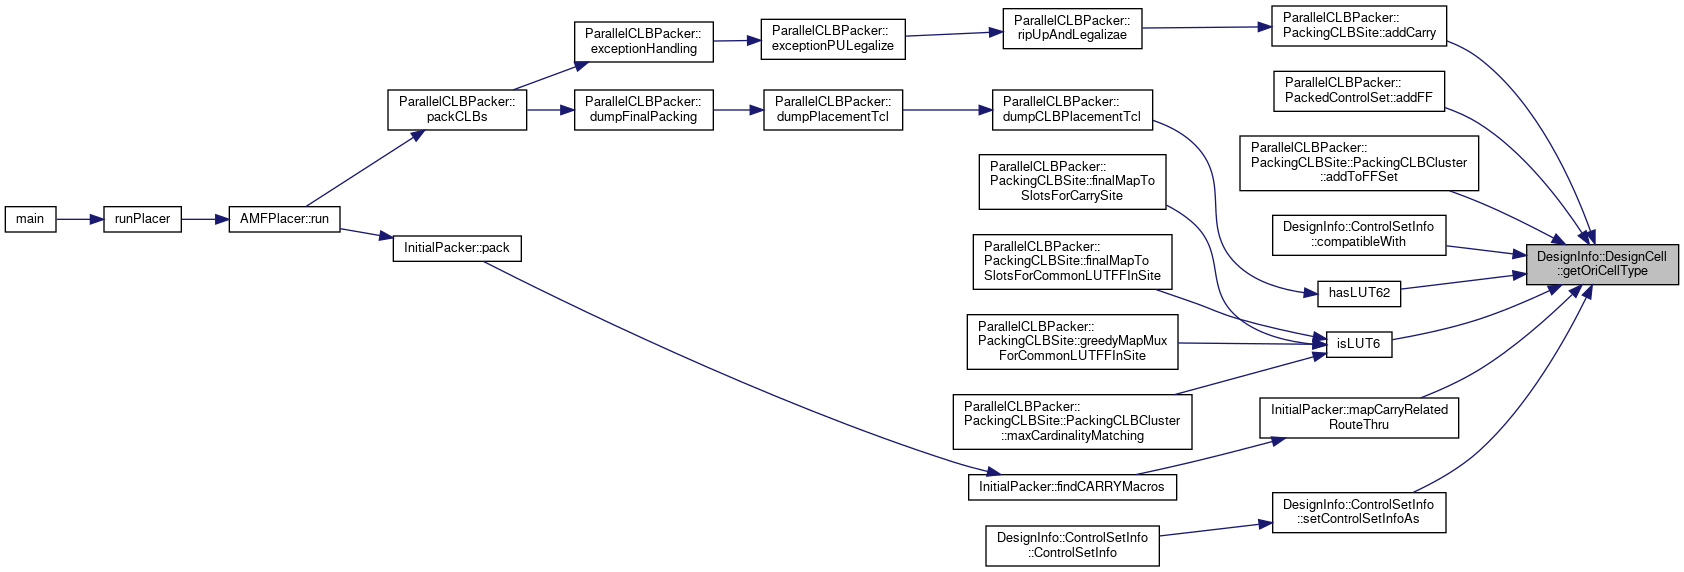 main
runPlacer
AMFPlacer::run
ParallelCLBPacker::
packCLBs
InitialPacker::pack
ParallelCLBPacker::
exceptionHandling
ParallelCLBPacker::
dumpFinalPacking
ParallelCLBPacker::
exceptionPULegalize
ParallelCLBPacker::
dumpPlacementTcl
ParallelCLBPacker::
ripUpAndLegalizae
ParallelCLBPacker::
dumpCLBPlacementTcl
ParallelCLBPacker::
PackingCLBSite::finalMapTo
SlotsForCarrySite
ParallelCLBPacker::
PackingCLBSite::finalMapTo
SlotsForCommonLUTFFInSite
ParallelCLBPacker::
PackingCLBSite::greedyMapMux
ForCommonLUTFFInSite
ParallelCLBPacker::
PackingCLBSite::PackingCLBCluster
::maxCardinalityMatching
InitialPacker::findCARRYMacros
DesignInfo::ControlSetInfo
::ControlSetInfo
ParallelCLBPacker::
PackingCLBSite::addCarry
ParallelCLBPacker::
PackedControlSet::addFF
ParallelCLBPacker::
PackingCLBSite::PackingCLBCluster
::addToFFSet
DesignInfo::ControlSetInfo
::compatibleWith
hasLUT62
isLUT6
InitialPacker::mapCarryRelated
RouteThru
DesignInfo::ControlSetInfo
::setControlSetInfoAs
DesignInfo::DesignCell
::getOriCellType